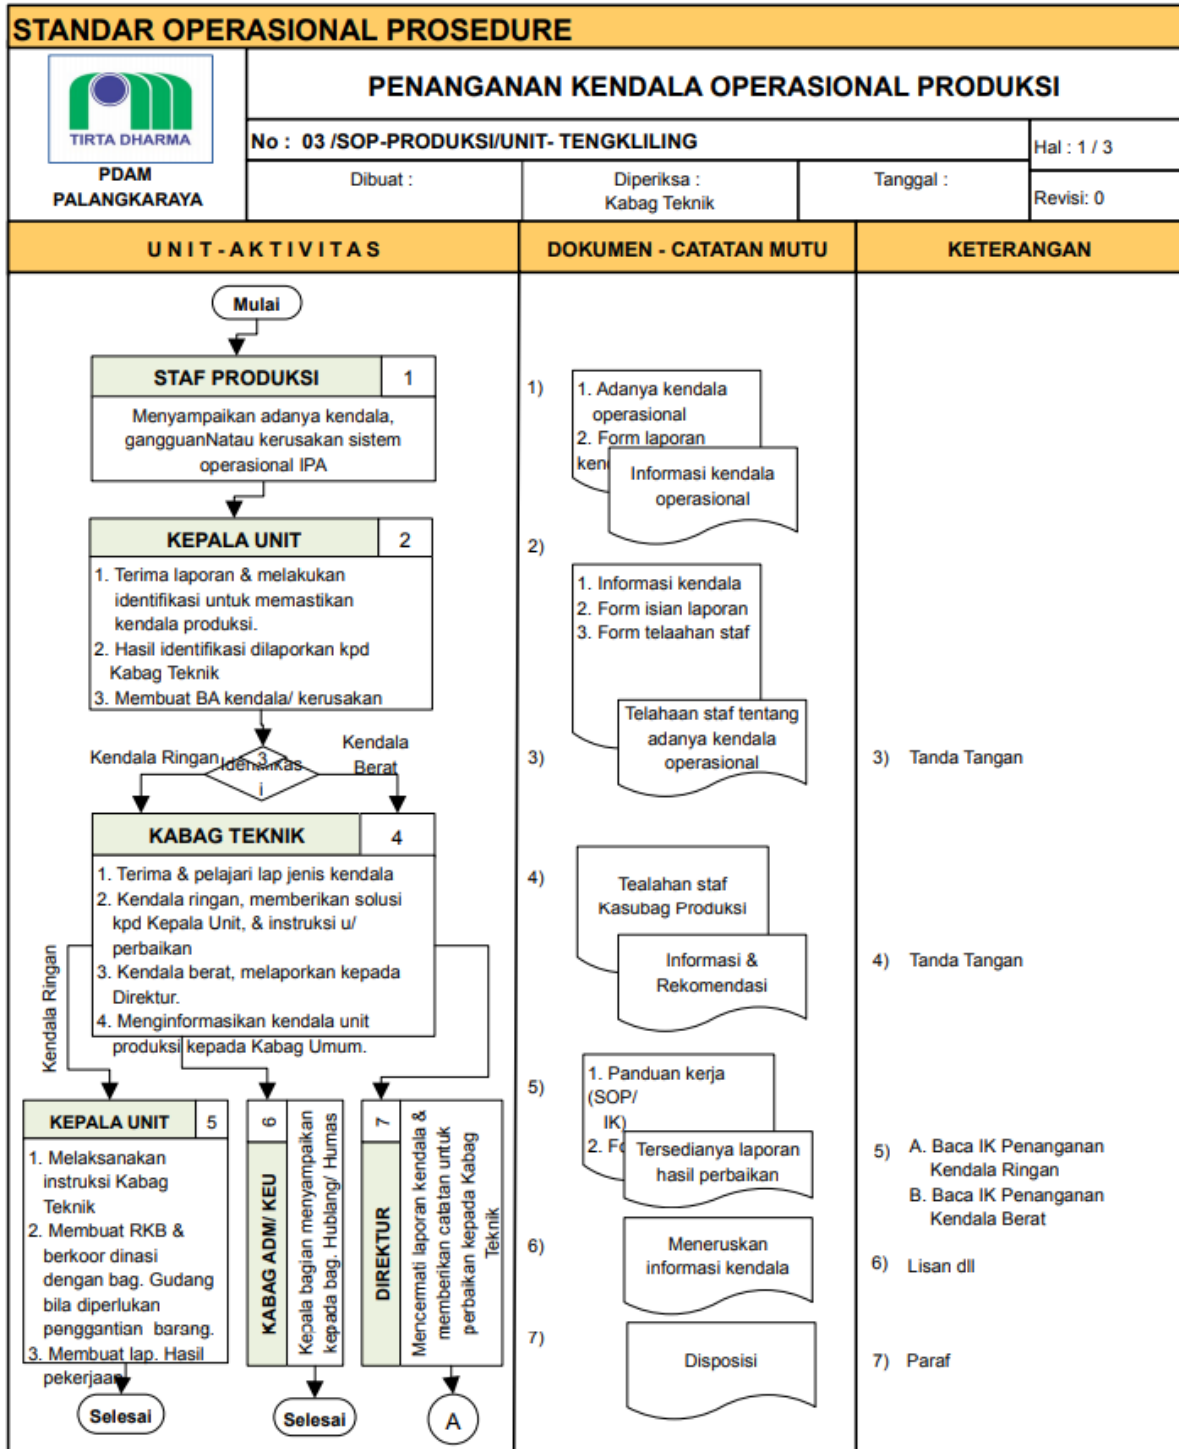 STANDAR OPERASIONAL PROSEDURE
TIRTA DHARMA
PDAM
PALANGKARAYA
PENANGANAN KENDALA OPERASIONAL PRODUKSI
No : 03 /SOP-PRODUKSI/UNIT- TENGKLILING
Hal : 1 / 3
Dibuat :
Diperiksa :
Kabag Teknik
Tanggal :
Revisi: 0
U N I T - A K T I V I T A S
DOKUMEN - CATATAN MUTU
KETERANGAN
Mulai
STAF PRODUKSI 1
Menyampaikan adanya kendala,
gangguanNatau kerusakan sistem
operasional IPA
KEPALA UNIT 2
1. Terima laporan & melakukan
identifikasi untuk memastikan
kendala produksi.
2. Hasil identifikasi dilaporkan kpd
Kabag Teknik
3. Membuat BA kendala/ kerusakan
Kendala Ringan
3
Identifikas
i
Kendala
Berat
KABAG TEKNIK 4
1. Terima & pelajari lap jenis kendala
2. Kendala ringan, memberikan solusi
kpd Kepala Unit, & instruksi u/
perbaikan
3. Kendala berat, melaporkan kepada
Direktur.
4. Menginformasikan kendala unit
produksi kepada Kabag Umum.
Kendala Ringan
KEPALA UNIT 5
1. Melaksanakan
instruksi Kabag
Teknik
2. Membuat RKB &
berkoor dinasi
dengan bag. Gudang
bila diperlukan
penggantian barang.
3. Membuat lap. Hasil
pekerjaan
Selesai
KABAG ADM/ KEU 6
Kepala bagian menyampaikan
kepada bag. Hublang/ Humas
Selesai
DIREKTUR 7
Mencermati laporan kendala &
memberikan catatan untuk
perbaikan kepada Kabag
Teknik
A
1)
1. Adanya kendala
operasional
2. Form laporan
Informasi kendala
operasional
2)
1. Informasi kendala
2. Form isian laporan
3. Form telaahan staf
Telahaan staf tentang
adanya kendala
operasional
3)
4)
Tealahan staf
Kasubag Produksi
Informasi &
Rekomendasi
5)
1. Panduan kerja
(SOP/
IK)
2.
Tersedianya laporan
hasil perbaikan
6)
Meneruskan
informasi kendala
7)
Disposisi
3) Tanda Tangan
4) Tanda Tangan
5) A. Baca IK Penanganan
Kendala Ringan
B. Baca IK Penanganan
Kendala Berat
6) Lisan dll
7) Paraf